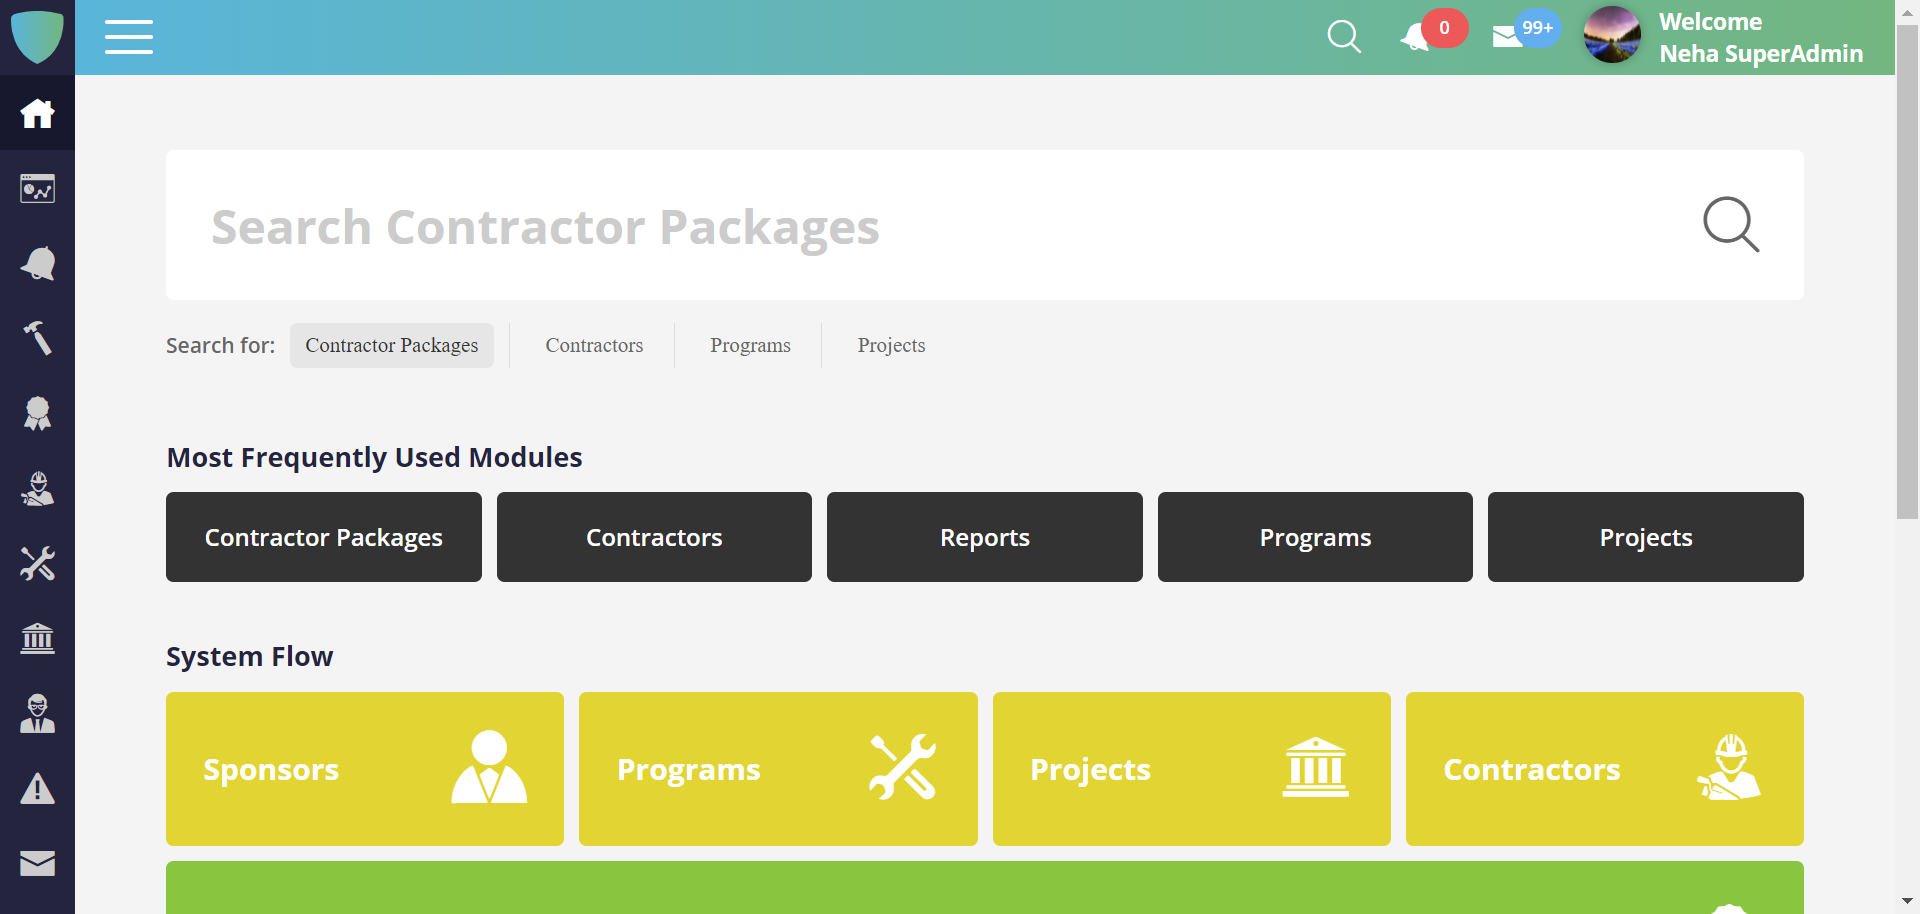 0
99+
Welcome
Neha SuperAdmin
Search Contractor Packages
Search for: Contractor Packages Contractors Programs Projects
Most Frequently Used Modules
Contractor Packages Contractors Reports Programs Projects
System Flow
Sponsors Programs Projects Contractors